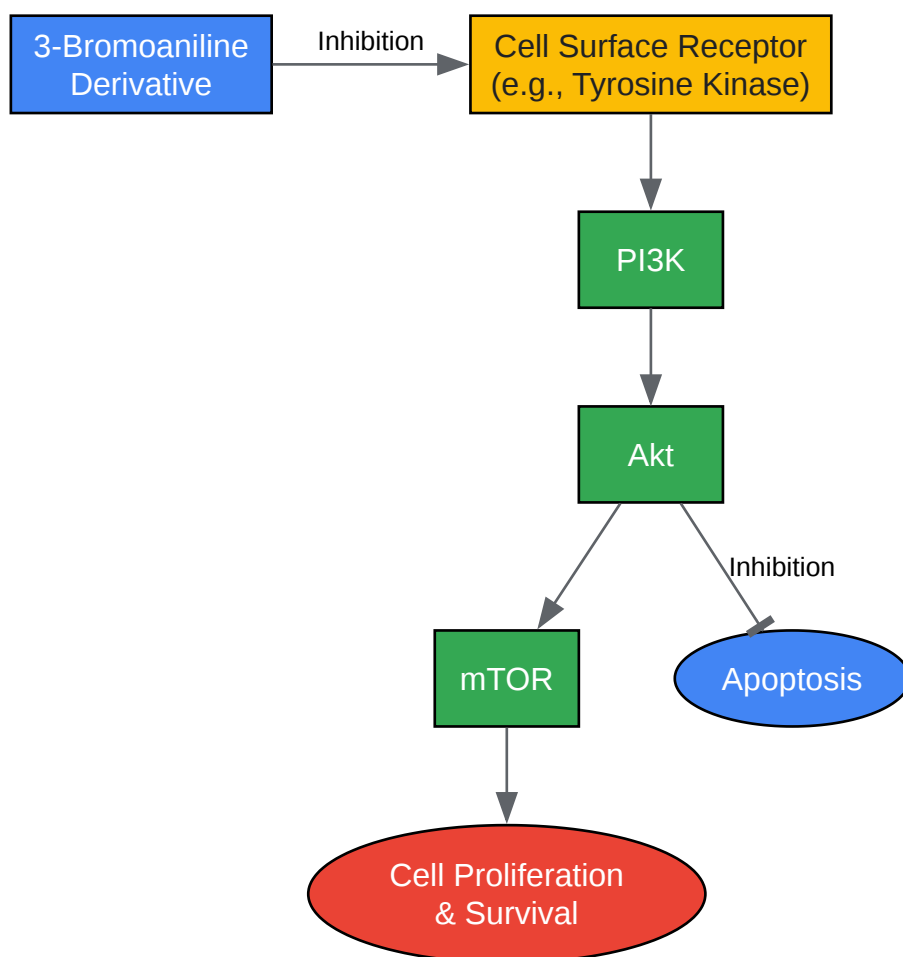 3-Bromoaniline
Derivative
Inhibition
Cell Surface Receptor
(e.g., Tyrosine Kinase)
PI3K
Akt
Inhibition
mTOR
Apoptosis
Cell Proliferation
& Survival